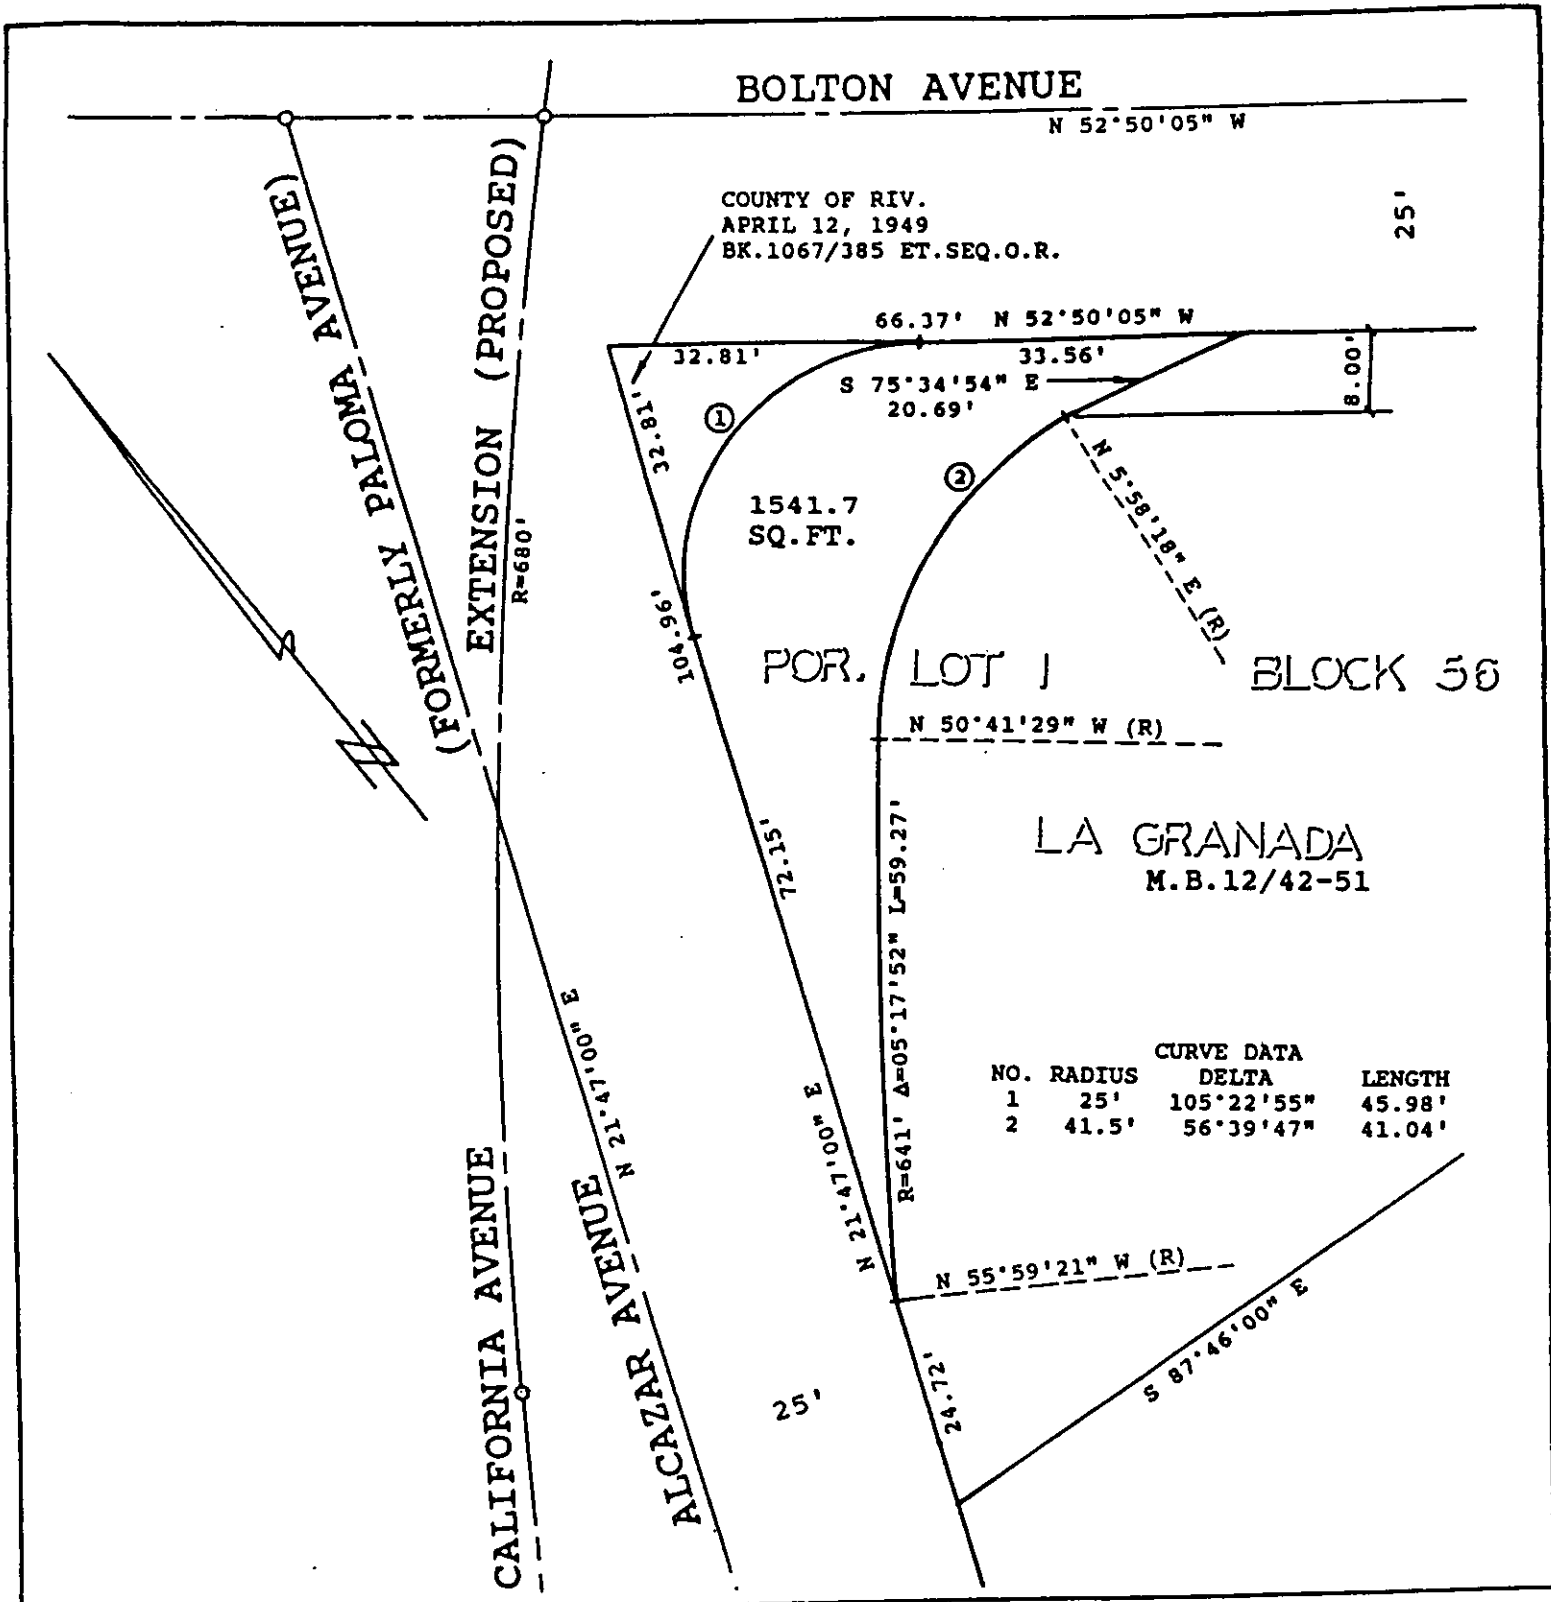 BOLTON AVENUE
N 52°50'05" W
(FORMERLY PALOMA AVENUE)
EXTENSION (PROPOSED)
R=680'
COUNTY OF RIV.
APRIL 12, 1949
BK.1067/385 ET.SEQ.O.R.
25'
66.37' N 52°50'05" W
32.81'
33.56'
S 75°34'54" E
20.69'
8.00'
32.81'
1
2
N 5°58'18" E (R)
1541.7
SQ.FT.
104.96'
POR. LOT 1
BLOCK 56
N 50°41'29" W (R)
72.15'
LA GRANADA
M.B.12/42-51
R=641' Δ=05°17'52" L=59.27'
N 21°47'00" E
N 21°47'00" E
CURVE DATA
NO. RADIUS DELTA LENGTH
1 25' 105°22'55" 45.98'
2 41.5' 56°39'47" 41.04'
CALIFORNIA AVENUE
ALCAZAR AVENUE
N 55°59'21" W (R)
S 87°46'00" E
24.72'
25'